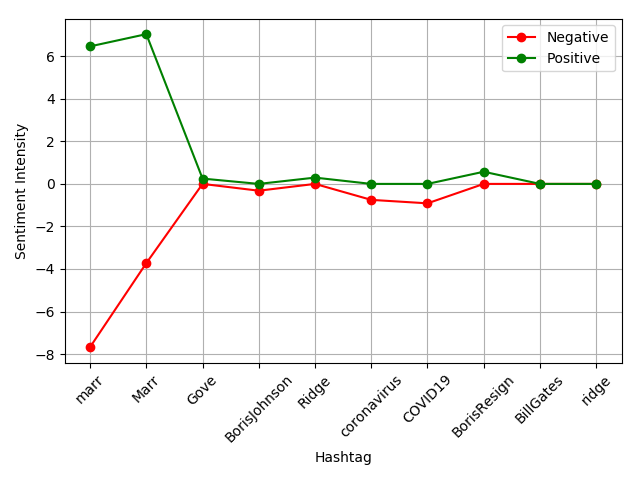 Negative
Positive
6
4
2
0
−2
−4
−6
−8
Sentiment Intensity
marr
Marr
Gove
BorisJohnson
Ridge
coronavirus
COVID19
BorisResign
BillGates
ridge
Hashtag